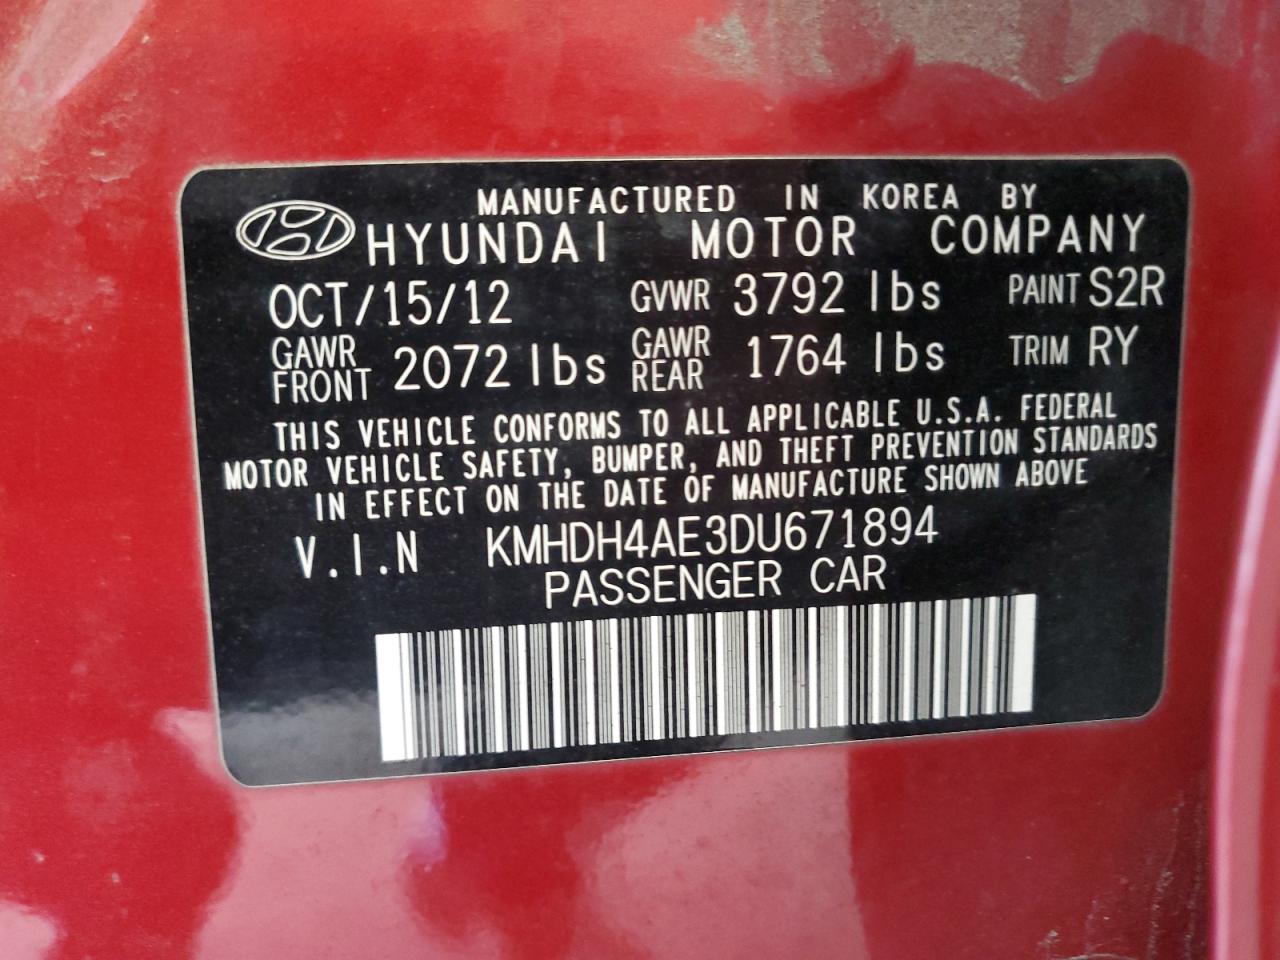 MANUFACTURED IN KOREA BY
HYUNDAI MOTOR COMPANY
OCT/15/12 GVWR 3792 lbs PAINT S2R
GAWR FRONT 2072 lbs GAWR REAR 1764 lbs TRIM RY
THIS VEHICLE CONFORMS TO ALL APPLICABLE U.S.A. FEDERAL
MOTOR VEHICLE SAFETY, BUMPER, AND THEFT PREVENTION STANDARDS
IN EFFECT ON THE DATE OF MANUFACTURE SHOWN ABOVE
V.I.N KMHDH4AE3DU671894
PASSENGER CAR